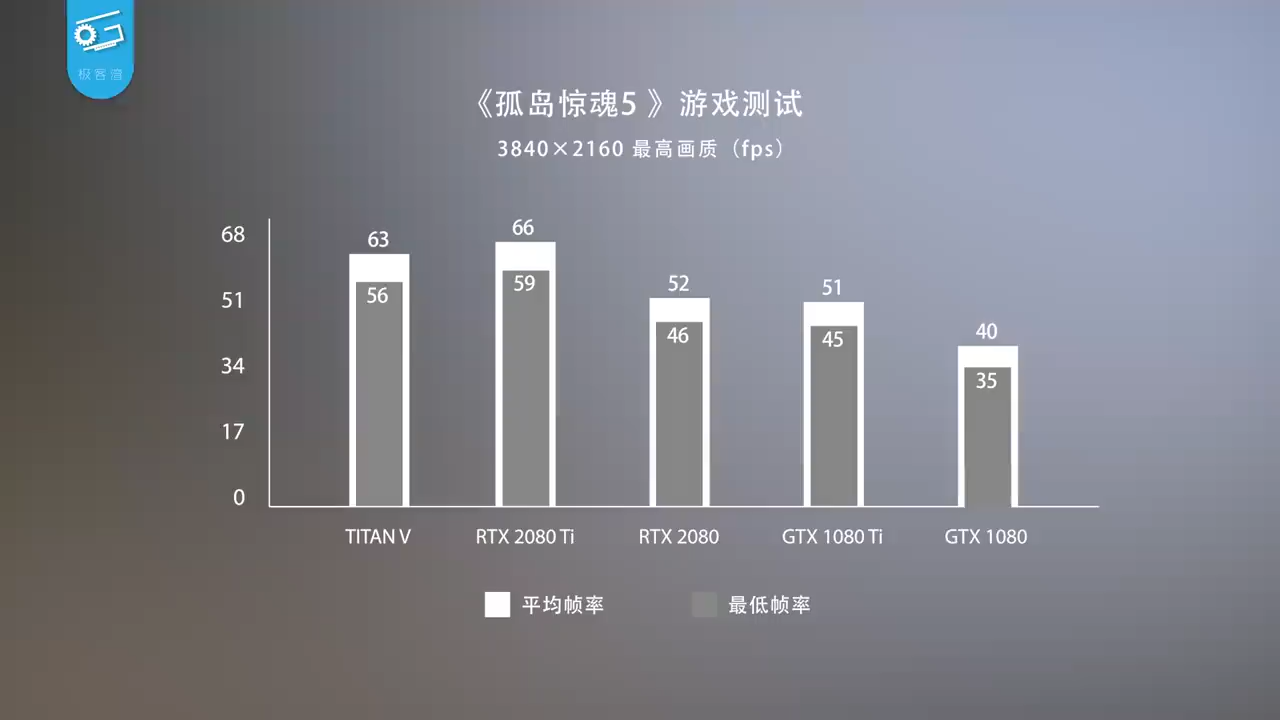 极客湾
《孤岛惊魂5 》游戏测试
3840×2160 最高画质（fps）
68
51
34
17
0
63
56
66
59
52
46
51
45
40
35
TITAN V
RTX 2080 Ti
RTX 2080
GTX 1080 Ti
GTX 1080
平均帧率
最低帧率